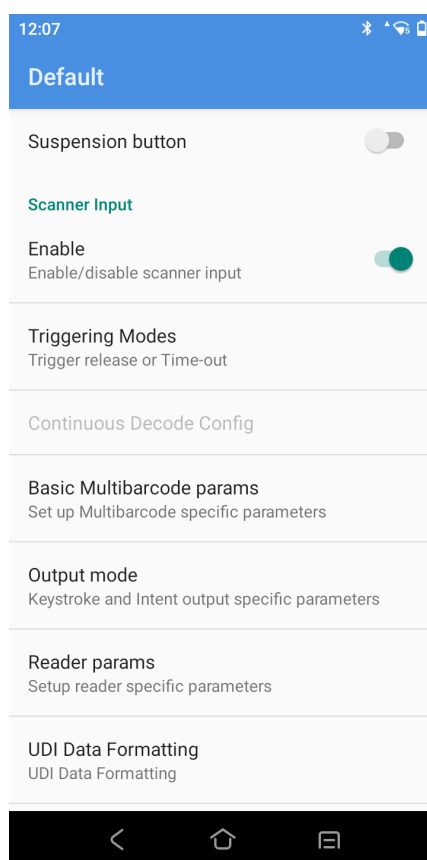 12:07
Default
Suspension button
Scanner Input
Enable
Enable/disable scanner input
Triggering Modes
Trigger release or Time-out
Continuous Decode Config
Basic Multibarcode params
Set up Multibarcode specific parameters
Output mode
Keystroke and Intent output specific parameters
Reader params
Setup reader specific parameters
UDI Data Formatting
UDI Data Formatting